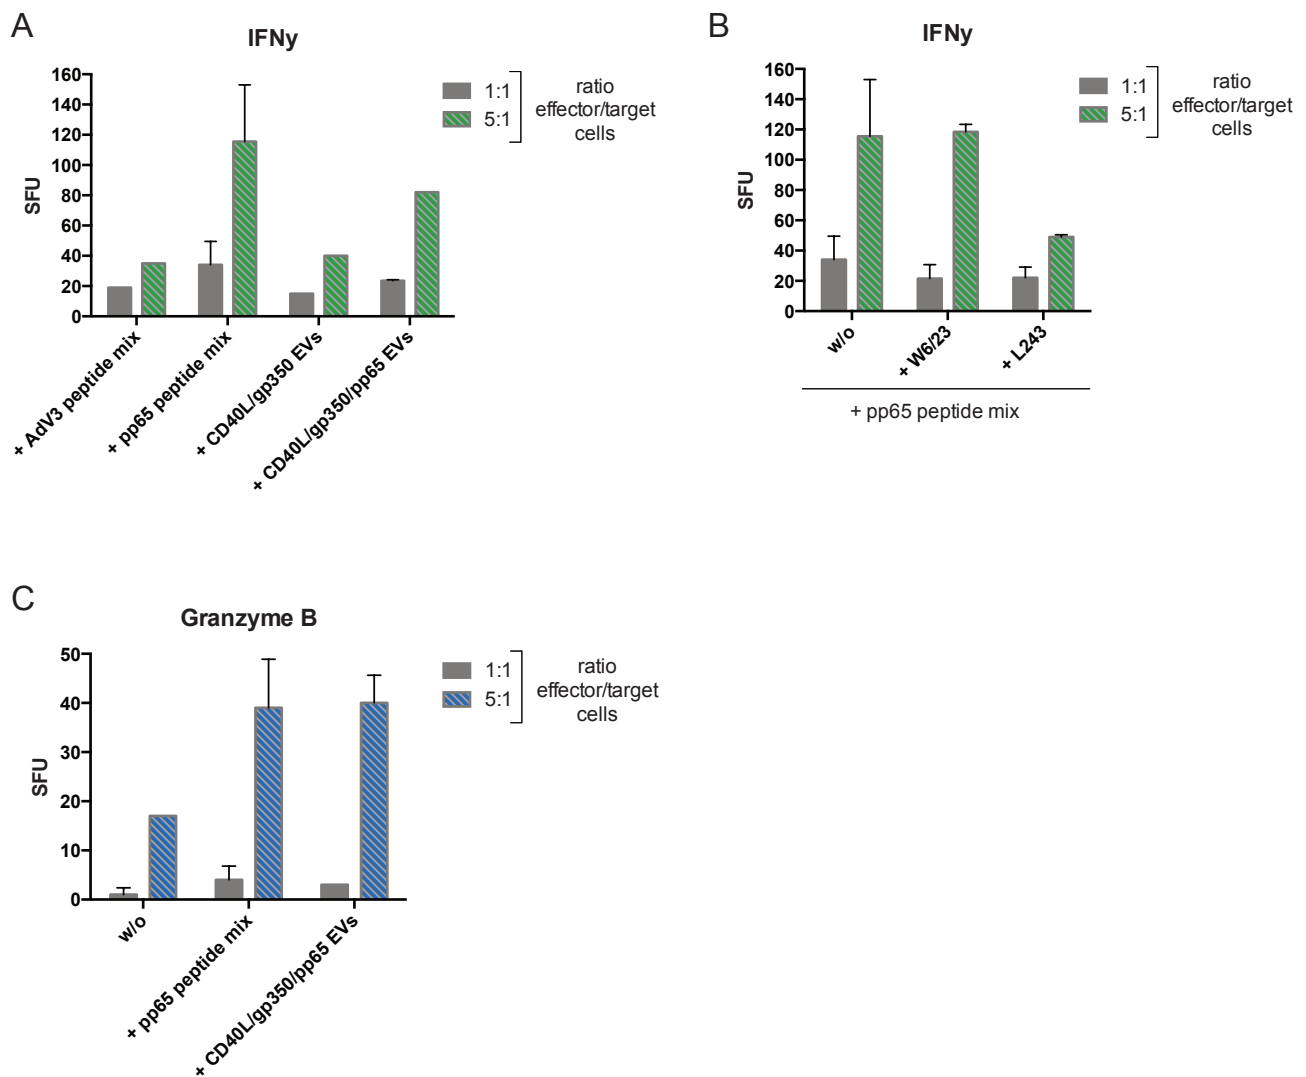 A
IFNy
160
140
120
100
80
60
40
20
0
SFU
1:1
5:1
ratio
effector/target
cells
+ AdV3 peptide mix
+ pp65 peptide mix
+ CD40L/gp350 EVs
+ CD40L/gp350/pp65 EVs
B
IFNy
160
140
120
100
80
60
40
20
0
SFU
1:1
5:1
ratio
effector/target
cells
w/o
+ W6/23
+ L243
+ pp65 peptide mix
C
Granzyme B
50
40
30
20
10
0
SFU
1:1
5:1
ratio
effector/target
cells
w/o
+ pp65 peptide mix
+ CD40L/gp350/pp65 EVs